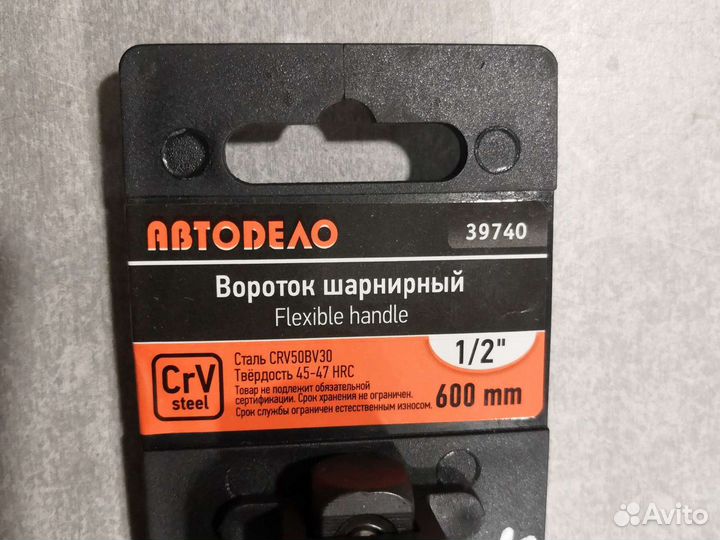 АВТОDЕЛО
39740
Вороток шарнирный
Flexible handle
1/2"
CrV
steel
Сталь CRV50BV30
Твёрдость 45-47 HRC
Товар не подлежит обязательной
сертификации. Срок хранения не ограничен.
Срок службы ограничен естественным износом.
600 mm
Avito